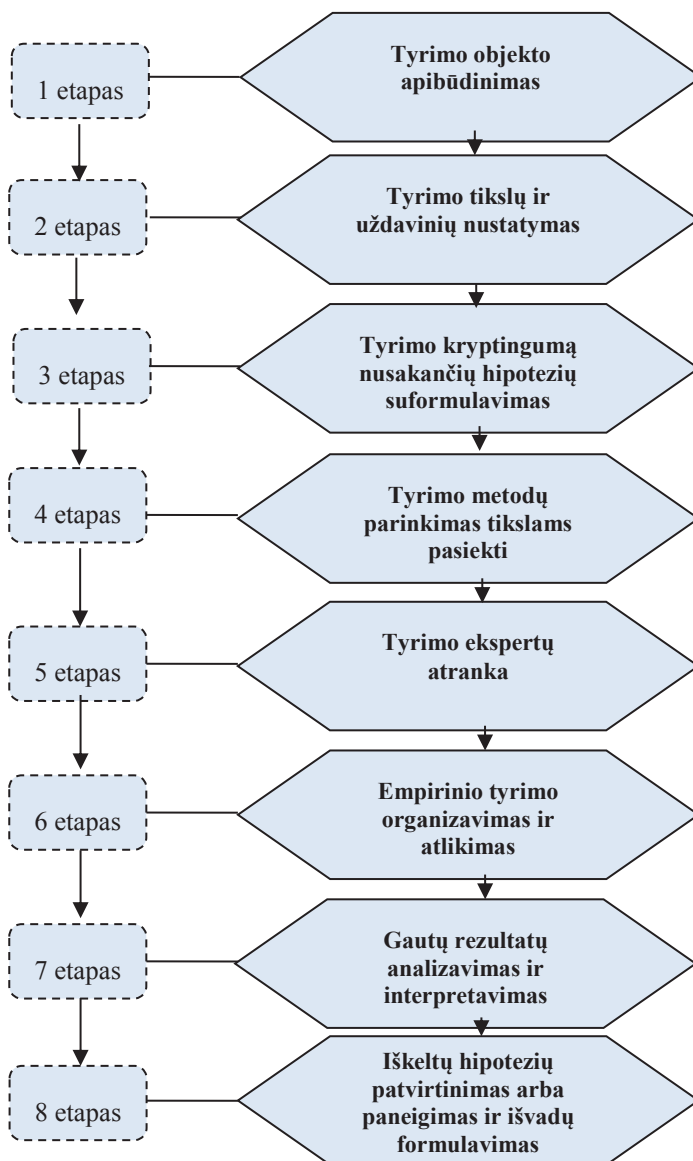 1 etapas
Tyrimo objekto
apibūdinimas
2 etapas
Tyrimo tikslų ir
uždavinių nustatymas
3 etapas
Tyrimo kryptingumą
nusakančių hipotezių
suformulavimas
4 etapas
Tyrimo metodų
parinkimas tikslams
pasiekti
5 etapas
Tyrimo ekspertų
atranka
6 etapas
Empirinio tyrimo
organizavimas ir
atlikimas
7 etapas
Gautų rezultatų
analizavimas ir
interpretavimas
8 etapas
Iškeltų hipotezių
patvirtinimas arba
paneigimas ir išvadų
formulavimas